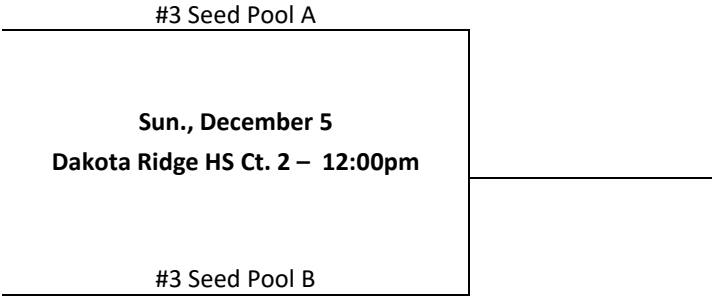 #3 Seed Pool A
Sun., December 5
Dakota Ridge HS Ct. 2 – 12:00pm
#3 Seed Pool B